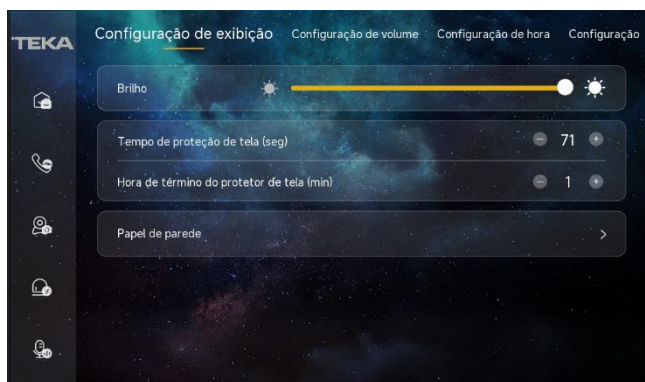 TEKA
Configuração de exibição Configuração de volume Configuração de hora Configuração
Brilho
Tempo de proteção de tela (seg) 71
Hora de término do protetor de tela (min) 1
Papel de parede